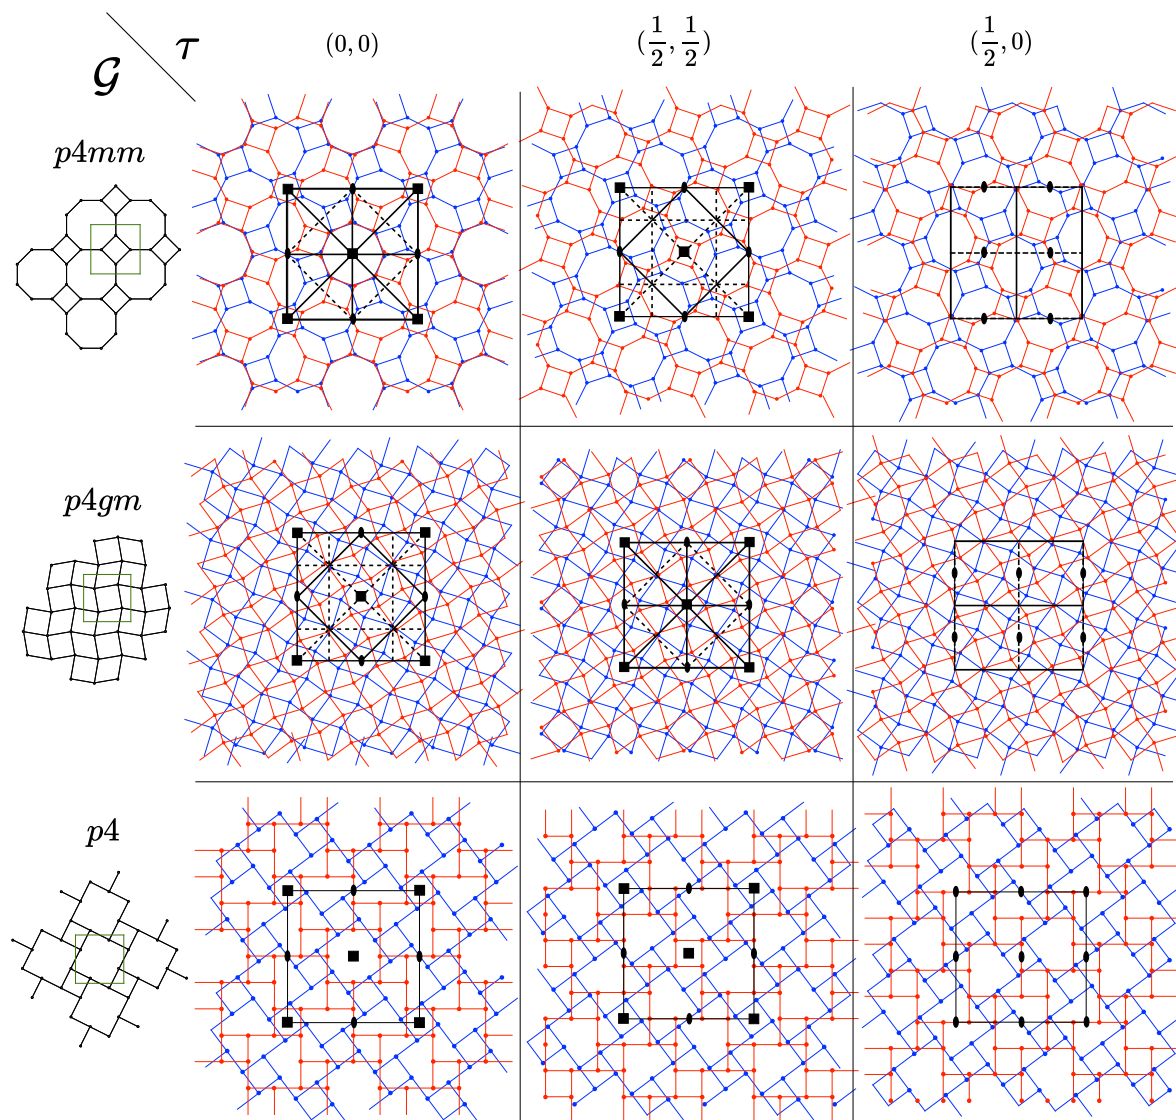 𝒢 τ (0, 0) (1/2, 1/2) (1/2, 0)
p4mm
p4gm
p4